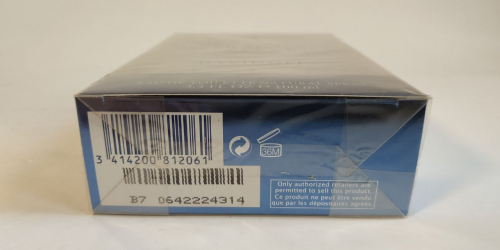 3 414200 812061
36M
B7 0642224314
Only authorized retailers are
permitted to sell this product.
Ce produit ne peut être vendu
que par les dépositaires agréés